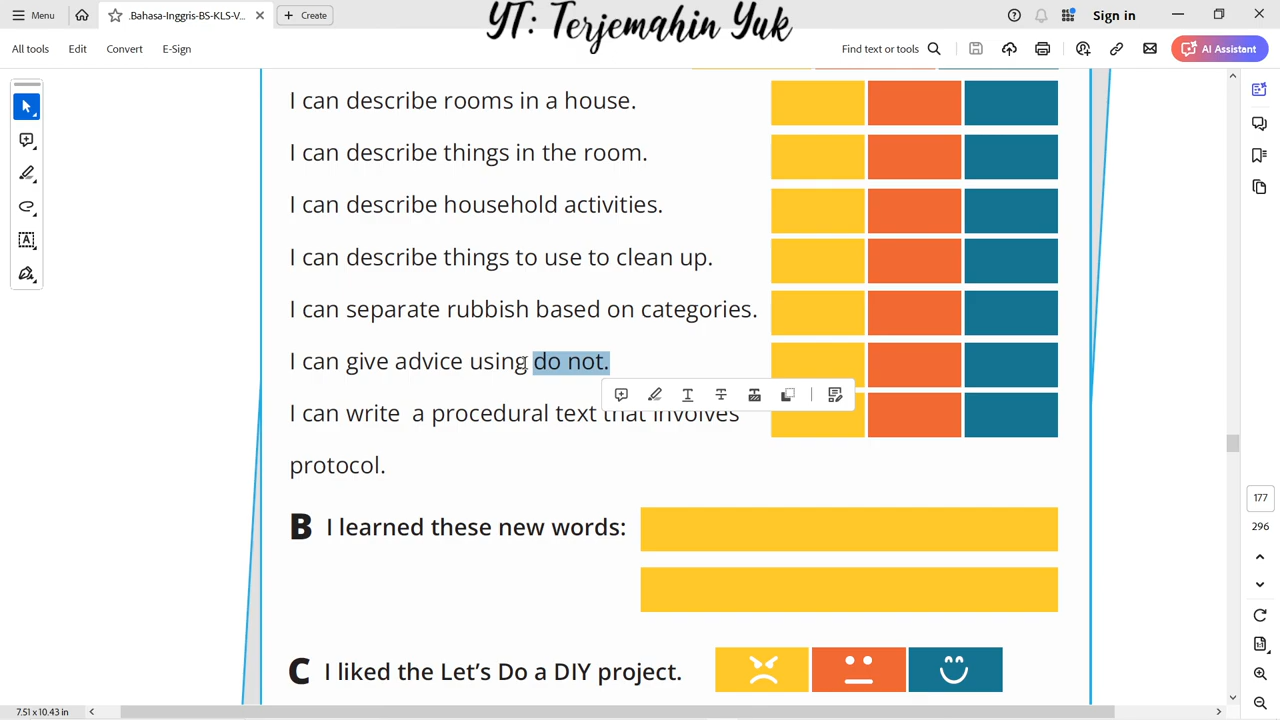 Menu
.Bahasa-Inggris-BS-KLS-V...
Create
YT: Terjemahin Yuk
Sign in
All tools
Edit
Convert
E-Sign
Find text or tools
AI Assistant
I can describe rooms in a house.
I can describe things in the room.
I can describe household activities.
I can describe things to use to clean up.
I can separate rubbish based on categories.
I can give advice using do not.
I can write a procedural text that involves
protocol.
B I learned these new words:
C I liked the Let's Do a DIY project.
177
296
7.51 x 10.43 in